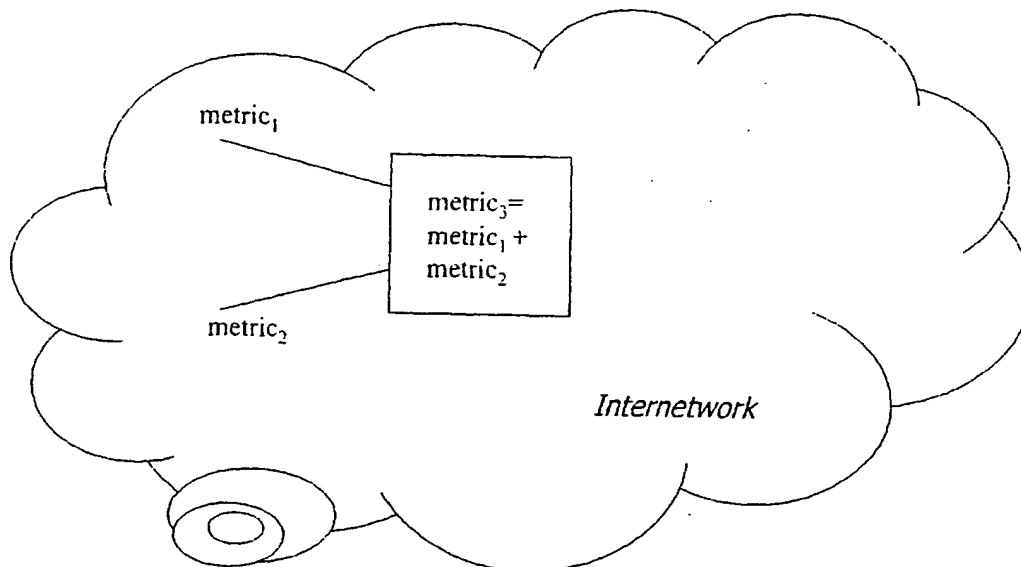 metric₁
metric₃=
metric₁ +
metric₂
metric₂
Internetwork